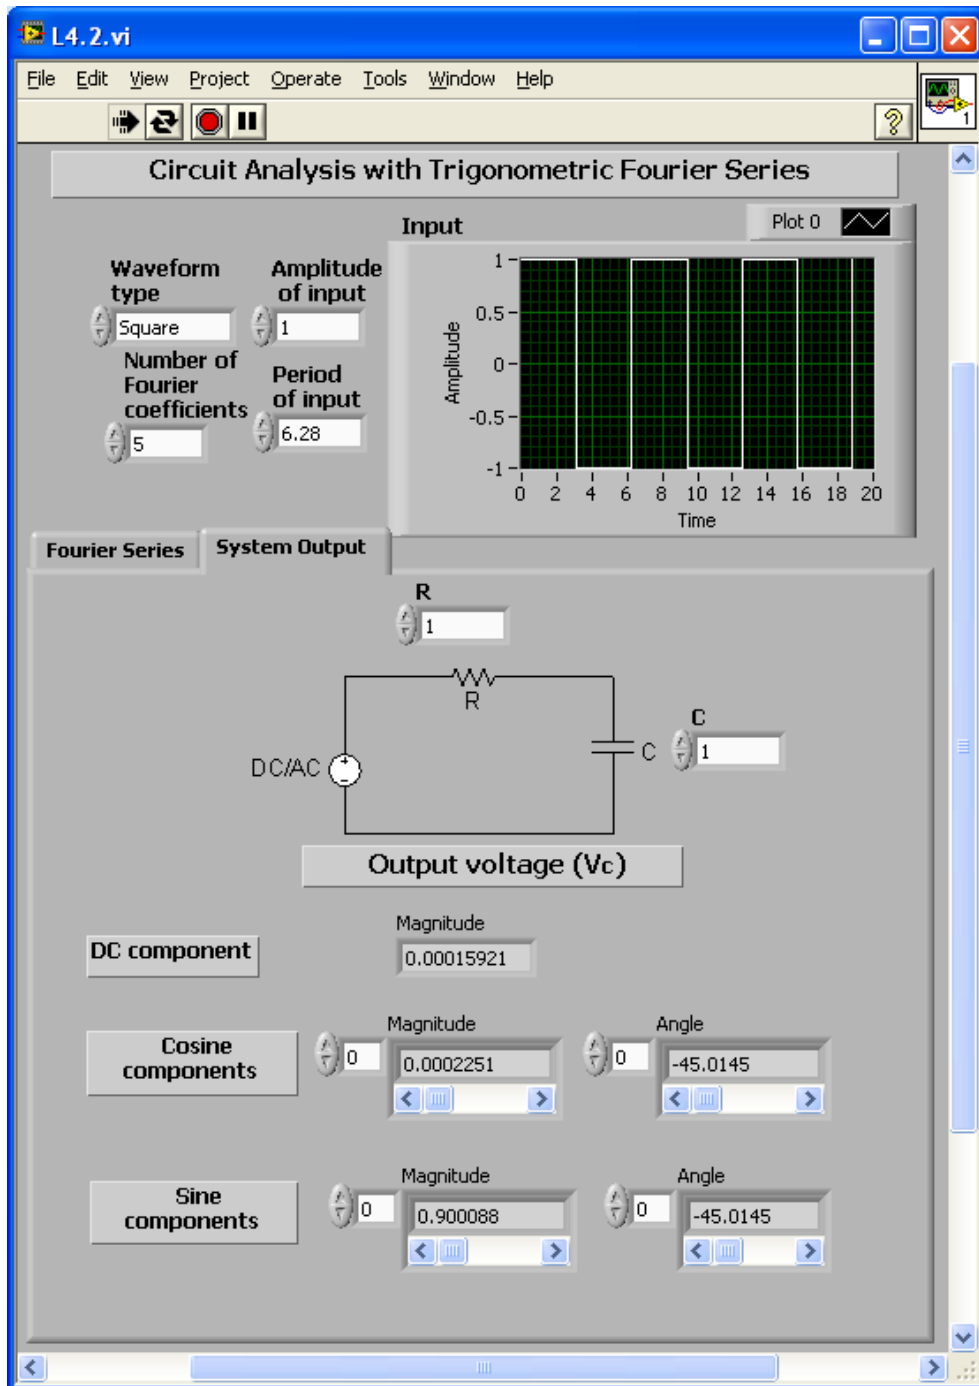 L4.2.vi
File Edit View Project Operate Tools Window Help
1
Circuit Analysis with Trigonometric Fourier Series
Input
Plot 0
Waveform
type
Square
Amplitude
of input
1
Number of
Fourier
coefficients
5
Period
of input
6.28
Amplitude
1
0.5
0
-0.5
-1
0 2 4 6 8 10 12 14 16 18 20
Time
Fourier Series
System Output
R
1
R
DC/AC
C
C
1
Output voltage (Vc)
DC component
Magnitude
0.00015921
Cosine
components
0
Magnitude
0.0002251
0
Angle
-45.0145
Sine
components
0
Magnitude
0.900088
0
Angle
-45.0145